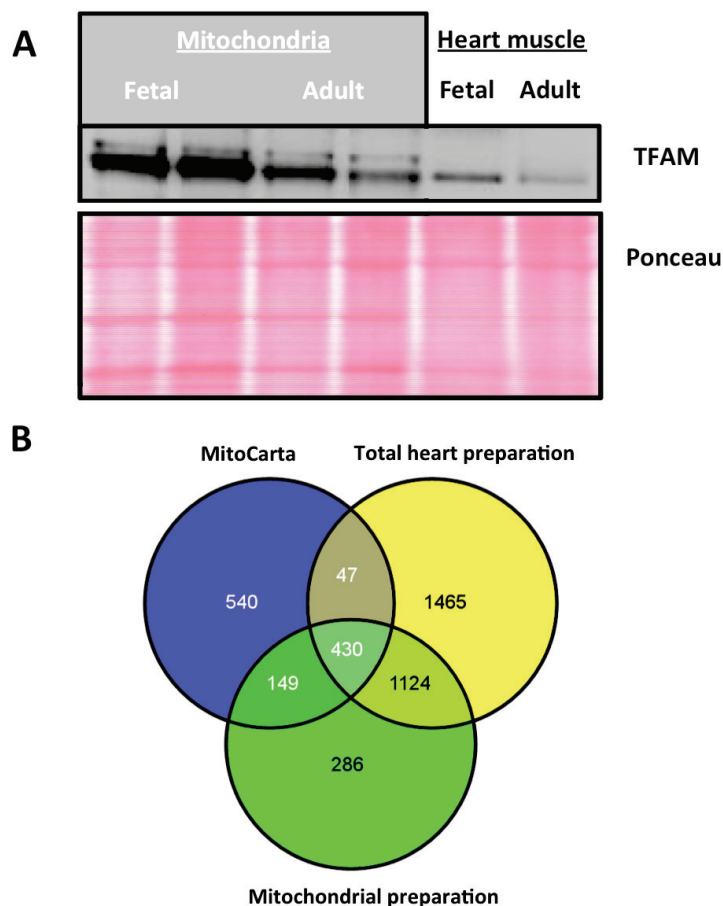 A
Mitochondria
Heart muscle
Fetal
Adult
Fetal
Adult
TFAM
Ponceau
B
MitoCarta
Total heart preparation
47
540
1465
430
149
1124
286
Mitochondrial preparation